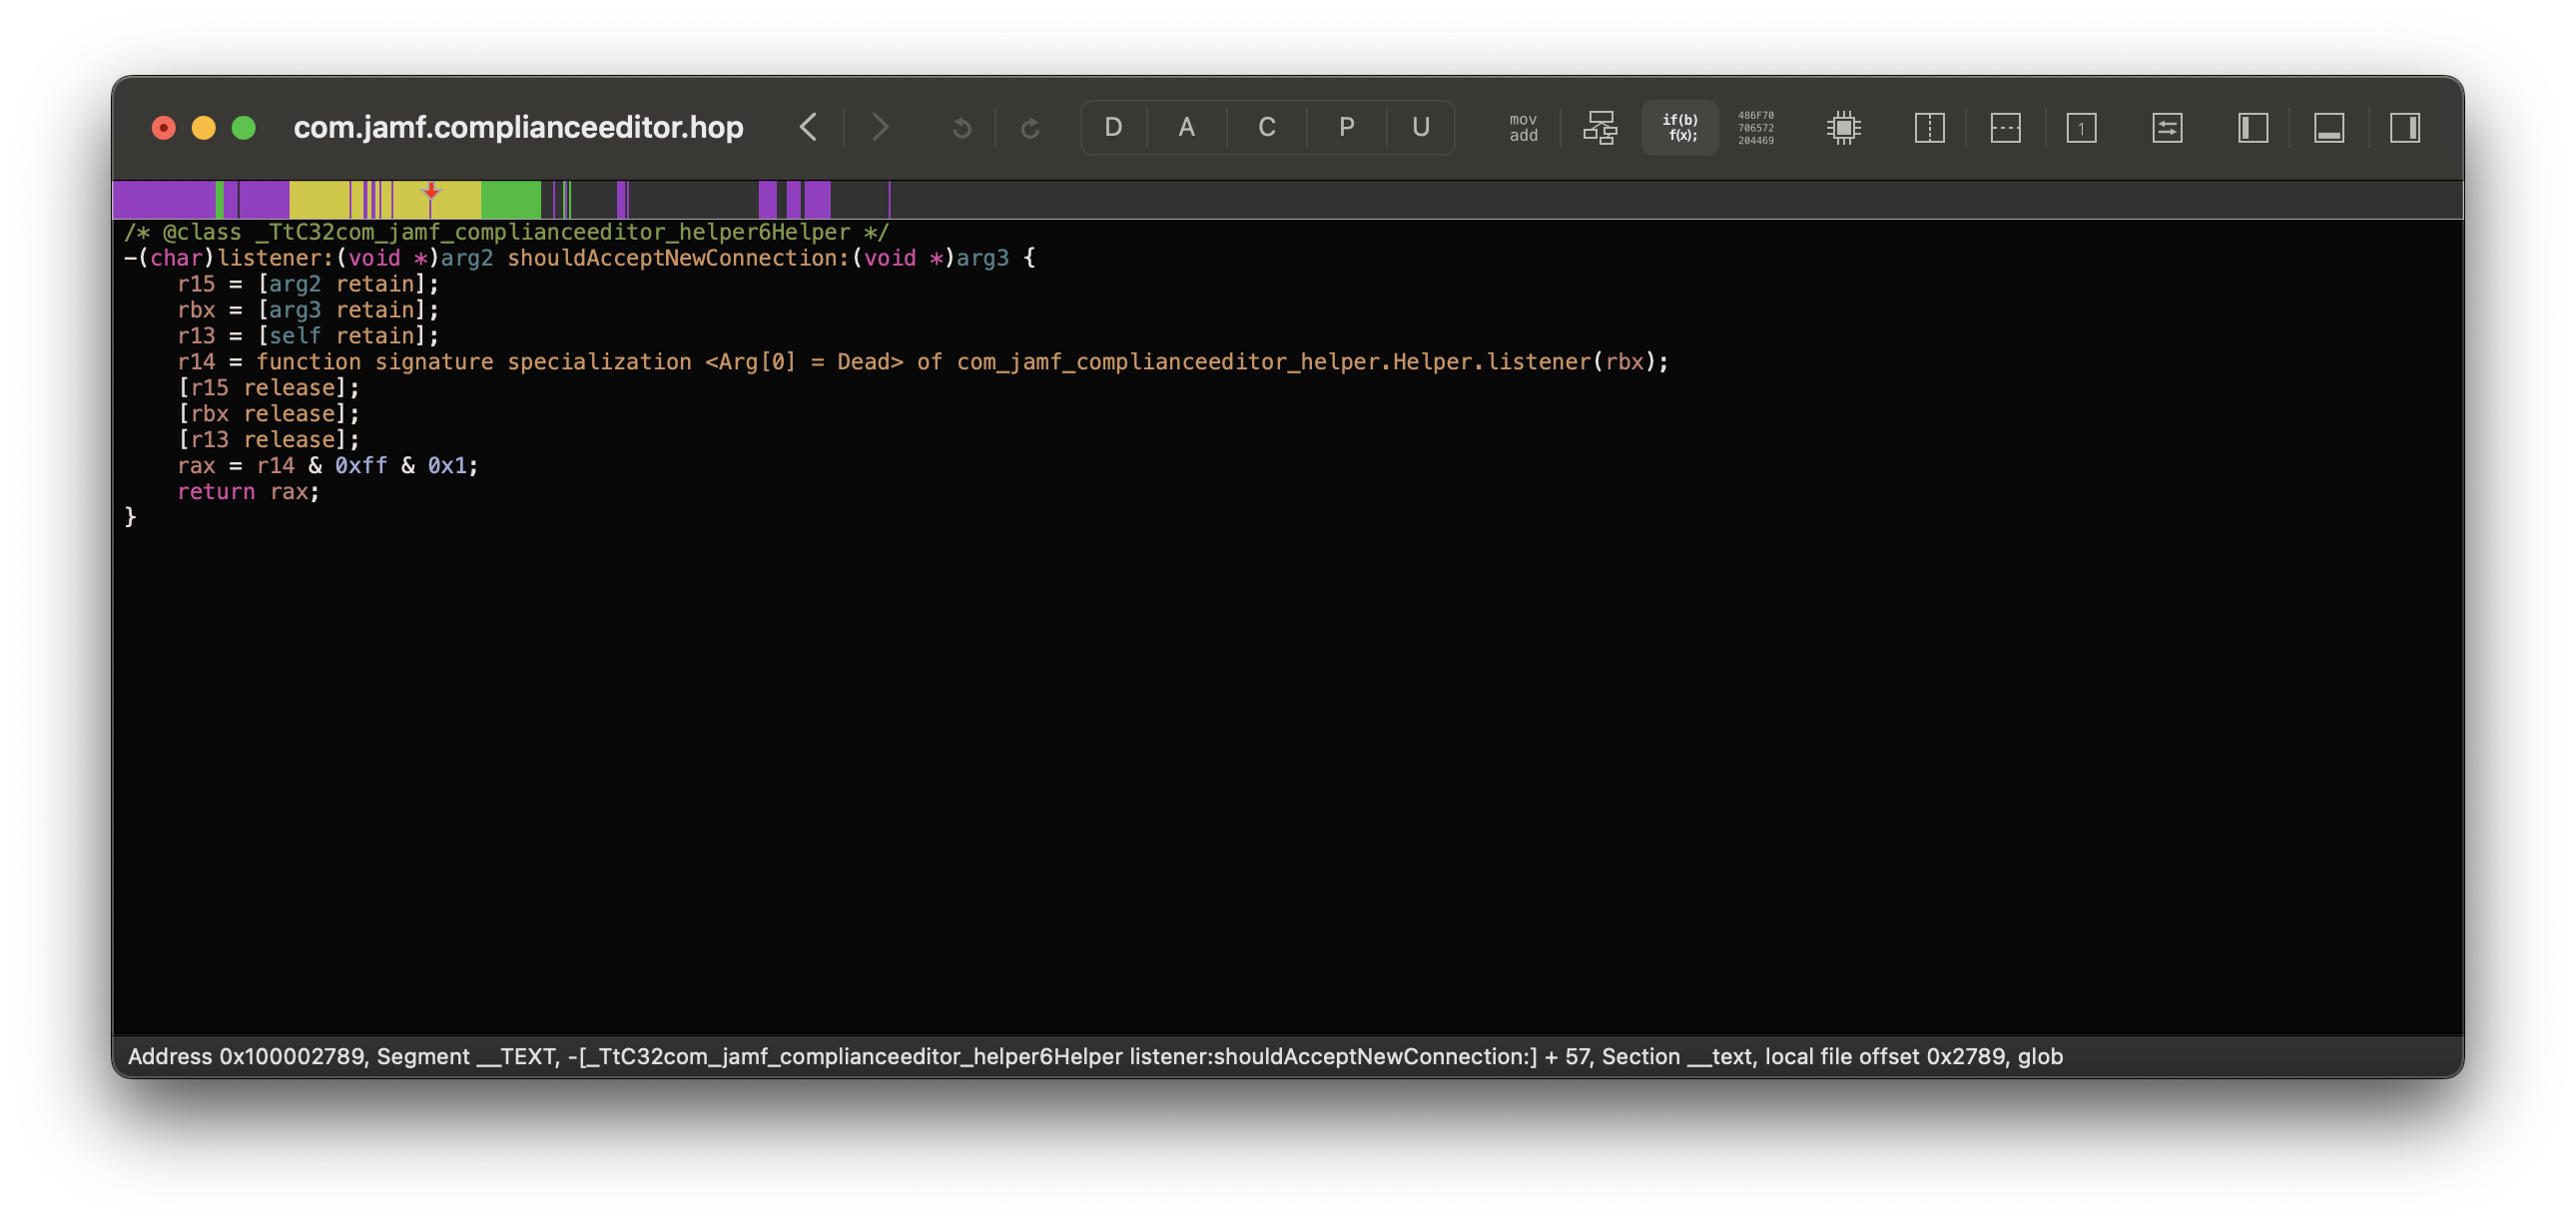 com.jamf.complianceeditor.hop D A C P U mov add if(b) f(x); 486F70 706572 204469 1
/* @class _TtC32com_jamf_complianceeditor_helper6Helper */
-(char)listener:(void *)arg2 shouldAcceptNewConnection:(void *)arg3 {
    r15 = [arg2 retain];
    rbx = [arg3 retain];
    r13 = [self retain];
    r14 = function signature specialization <Arg[0] = Dead> of com_jamf_complianceeditor_helper.Helper.listener(rbx);
    [r15 release];
    [rbx release];
    [r13 release];
    rax = r14 & 0xff & 0x1;
    return rax;
}
Address 0x100002789, Segment __TEXT, -[_TtC32com_jamf_complianceeditor_helper6Helper listener:shouldAcceptNewConnection:] + 57, Section __text, local file offset 0x2789, glob